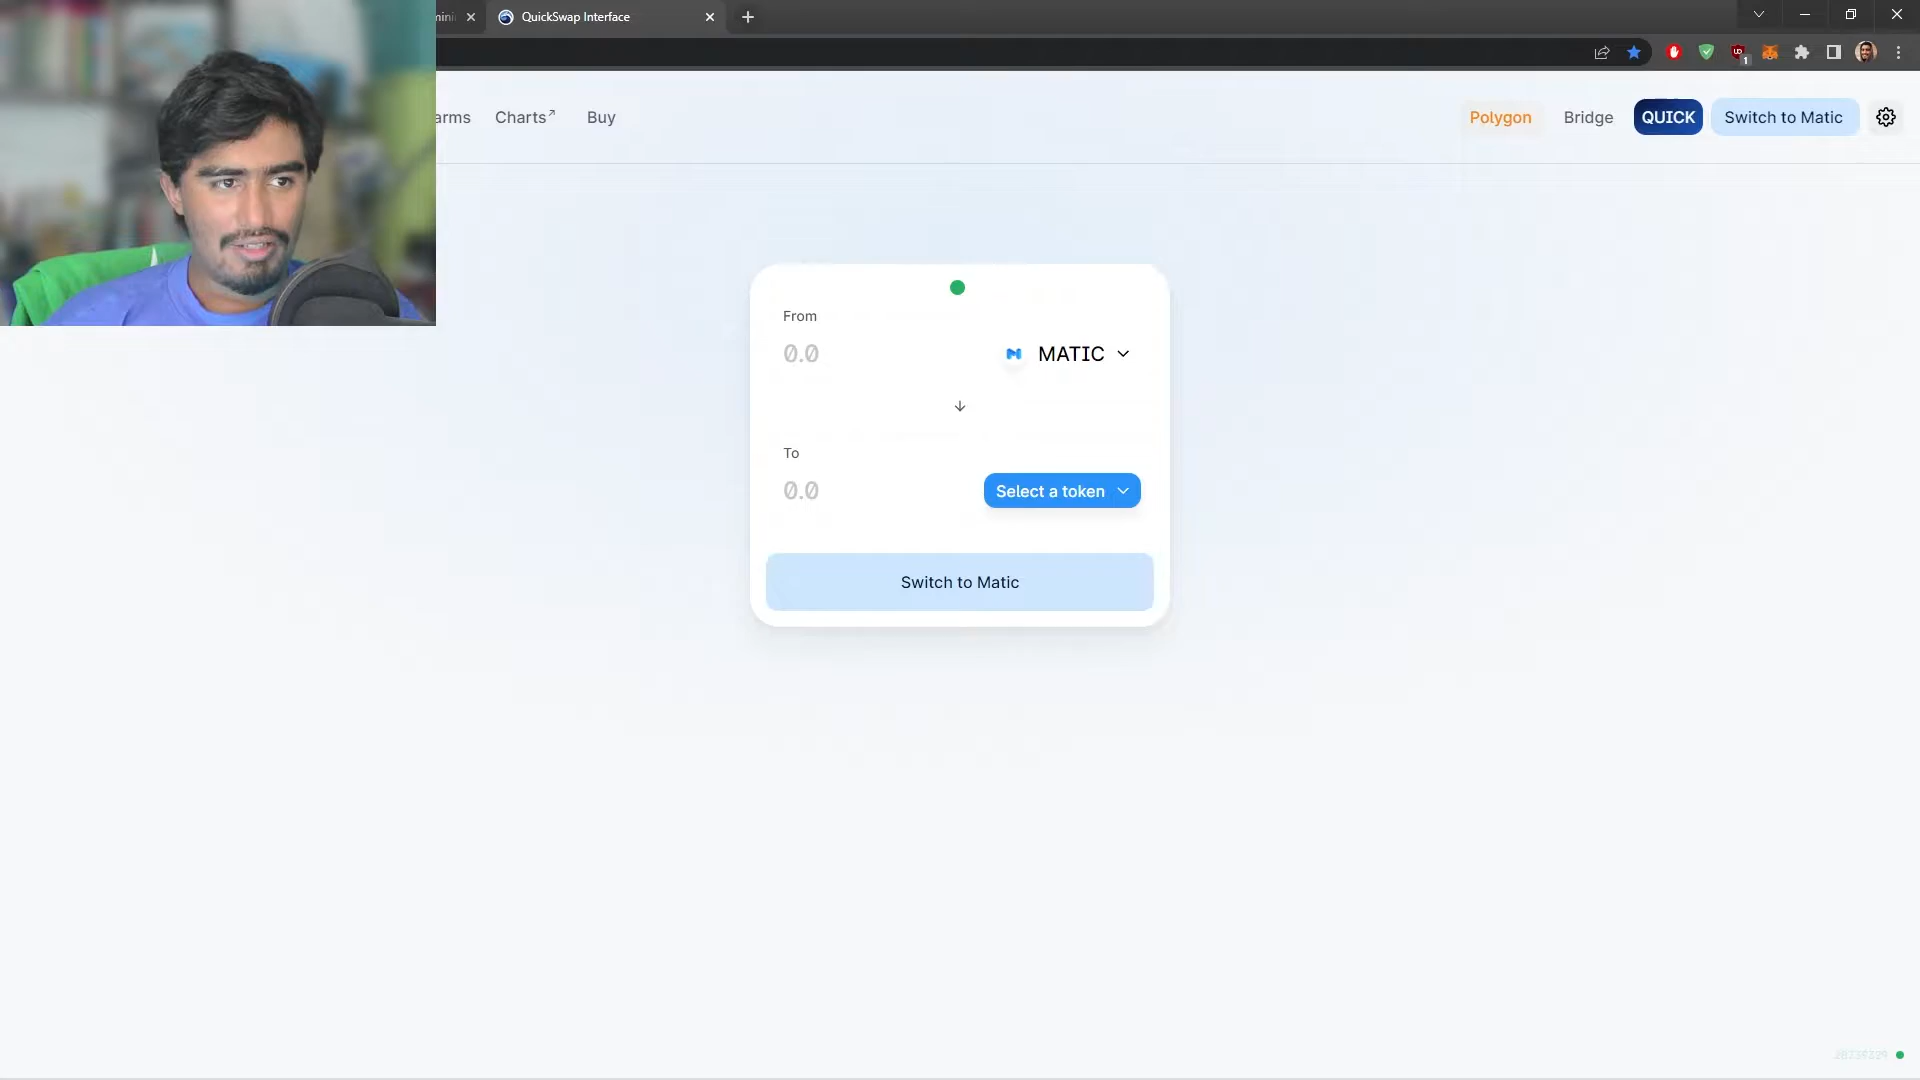 QuickSwap Interface
arms
Charts↗
Buy
Polygon
Bridge
QUICK
Switch to Matic
From
0.0
MATIC
To
0.0
Select a token
Switch to Matic